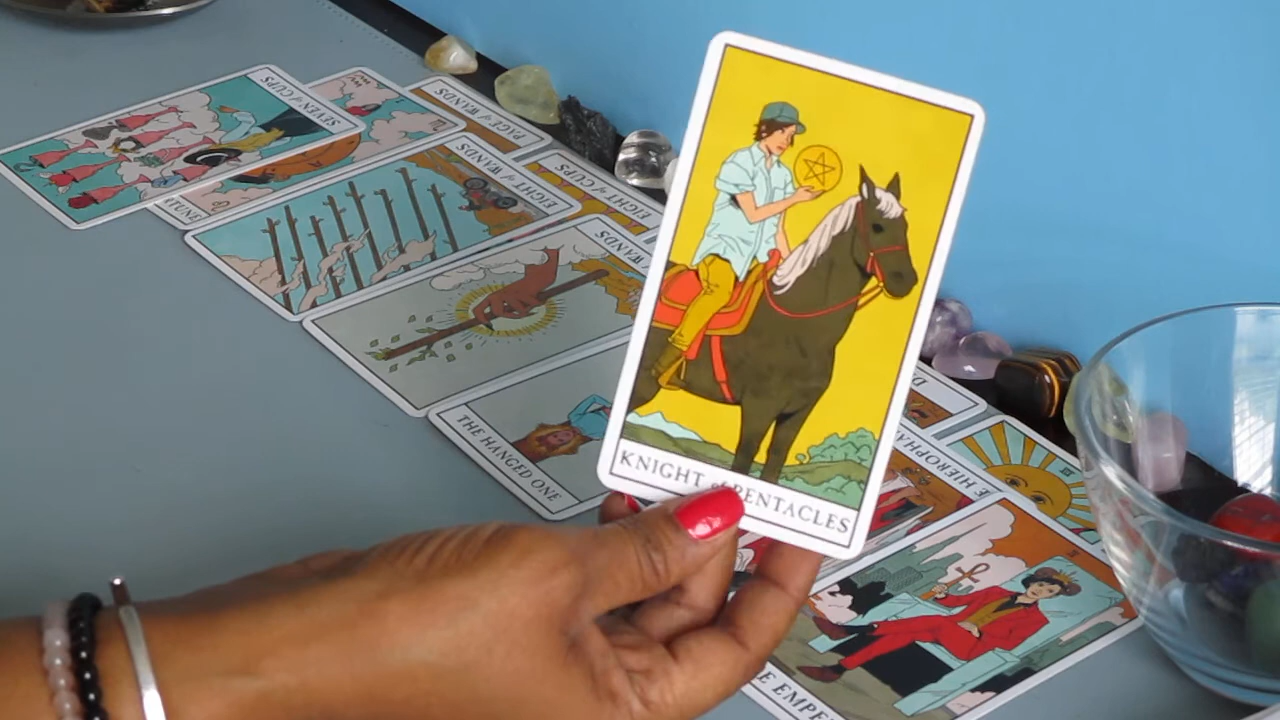 SEVEN of CUPS
PAGE of WANDS
EIGHT of WANDS
EIGHT of CUPS
WANDS
THE HANGED ONE
KNIGHT of PENTACLES
E HIEROPHA
E EMPE